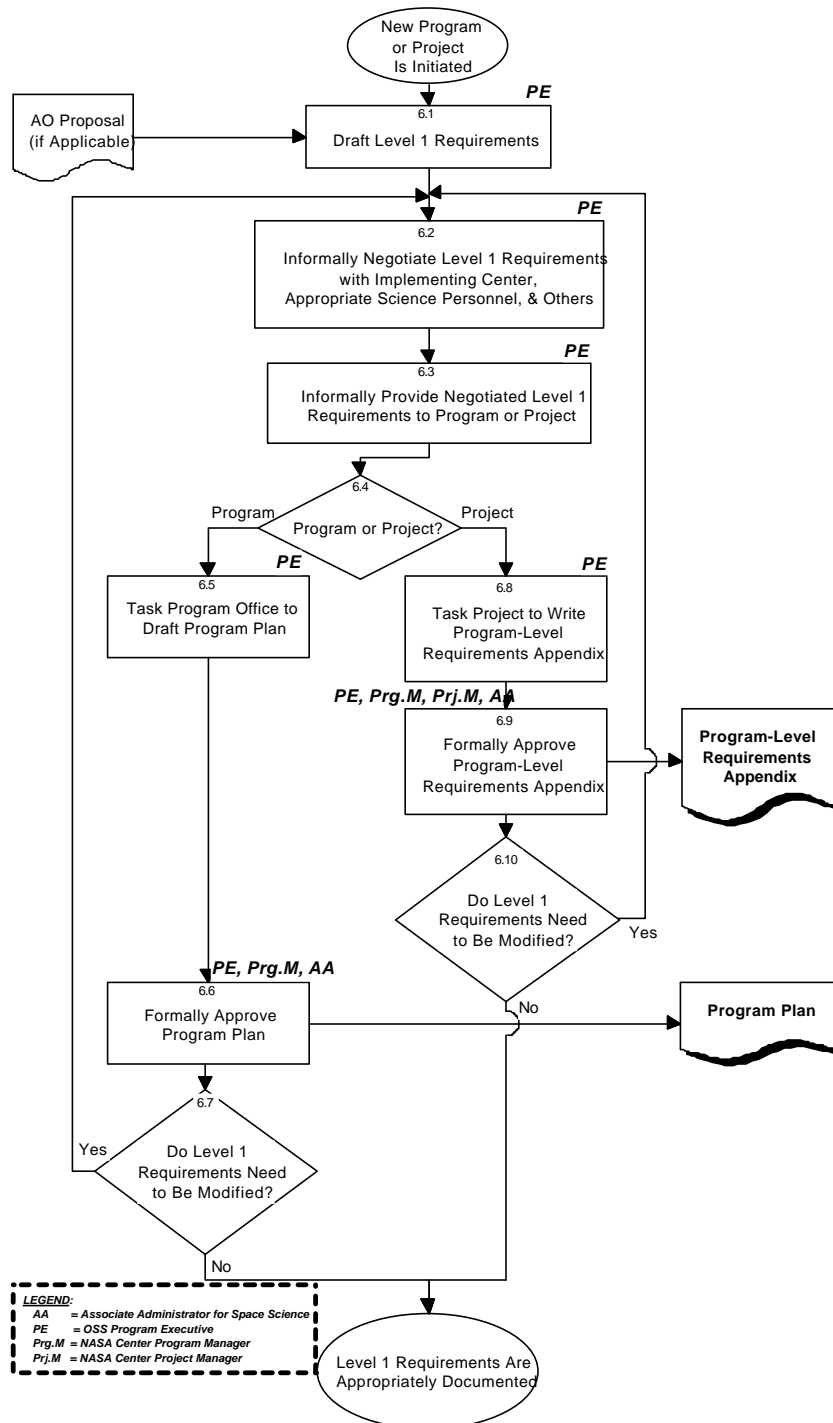 New Program
or Project
Is Initiated
PE
AO Proposal
(if Applicable)
6.1
Draft Level 1 Requirements
PE
6.2
Informally Negotiate Level 1 Requirements
with Implementing Center,
Appropriate Science Personnel, & Others
PE
6.3
Informally Provide Negotiated Level 1
Requirements to Program or Project
6.4
Program
Program or Project?
Project
PE
6.5
Task Program Office to
Draft Program Plan
PE
6.8
Task Project to Write
Program-Level
Requirements Appendix
PE, Prg.M, Prj.M, AA
6.9
Formally Approve
Program-Level
Requirements Appendix
Program-Level
Requirements
Appendix
6.10
Do Level 1
Requirements Need
to Be Modified?
Yes
No
PE, Prg.M, AA
6.6
Formally Approve
Program Plan
Program Plan
6.7
Do Level 1
Requirements Need
to Be Modified?
Yes
No
LEGEND:
AA = Associate Administrator for Space Science
PE = OSS Program Executive
Prg.M = NASA Center Program Manager
Prj.M = NASA Center Project Manager
Level 1 Requirements Are
Appropriately Documented